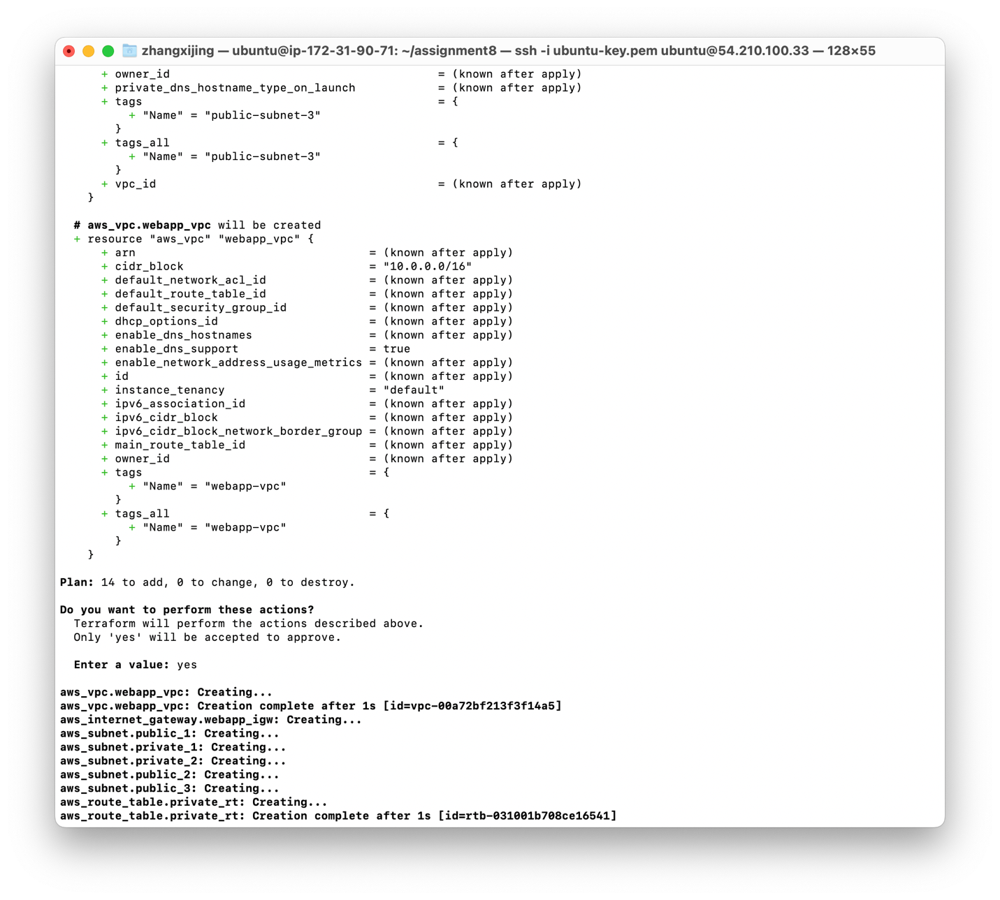 zhangxijing — ubuntu@ip-172-31-90-71: ~/assignment8 — ssh -i ubuntu-key.pem ubuntu@54.210.100.33 — 128×55
+ owner_id = (known after apply)
+ private_dns_hostname_type_on_launch = (known after apply)
+ tags = {
+ "Name" = "public-subnet-3"
}
+ tags_all = {
+ "Name" = "public-subnet-3"
}
+ vpc_id = (known after apply)
}
# aws_vpc.webapp_vpc will be created
+ resource "aws_vpc" "webapp_vpc" {
+ arn = (known after apply)
+ cidr_block = "10.0.0.0/16"
+ default_network_acl_id = (known after apply)
+ default_route_table_id = (known after apply)
+ default_security_group_id = (known after apply)
+ dhcp_options_id = (known after apply)
+ enable_dns_hostnames = (known after apply)
+ enable_dns_support = true
+ enable_network_address_usage_metrics = (known after apply)
+ id = (known after apply)
+ instance_tenancy = "default"
+ ipv6_association_id = (known after apply)
+ ipv6_cidr_block = (known after apply)
+ ipv6_cidr_block_network_border_group = (known after apply)
+ main_route_table_id = (known after apply)
+ owner_id = (known after apply)
+ tags = {
+ "Name" = "webapp-vpc"
}
+ tags_all = {
+ "Name" = "webapp-vpc"
}
}
Plan: 14 to add, 0 to change, 0 to destroy.
Do you want to perform these actions?
Terraform will perform the actions described above.
Only 'yes' will be accepted to approve.
Enter a value: yes
aws_vpc.webapp_vpc: Creating...
aws_vpc.webapp_vpc: Creation complete after 1s [id=vpc-00a72bf213f3f14a5]
aws_internet_gateway.webapp_igw: Creating...
aws_subnet.public_1: Creating...
aws_subnet.private_1: Creating...
aws_subnet.private_2: Creating...
aws_subnet.public_2: Creating...
aws_subnet.public_3: Creating...
aws_route_table.private_rt: Creating...
aws_route_table.private_rt: Creation complete after 1s [id=rtb-031001b708ce16541]